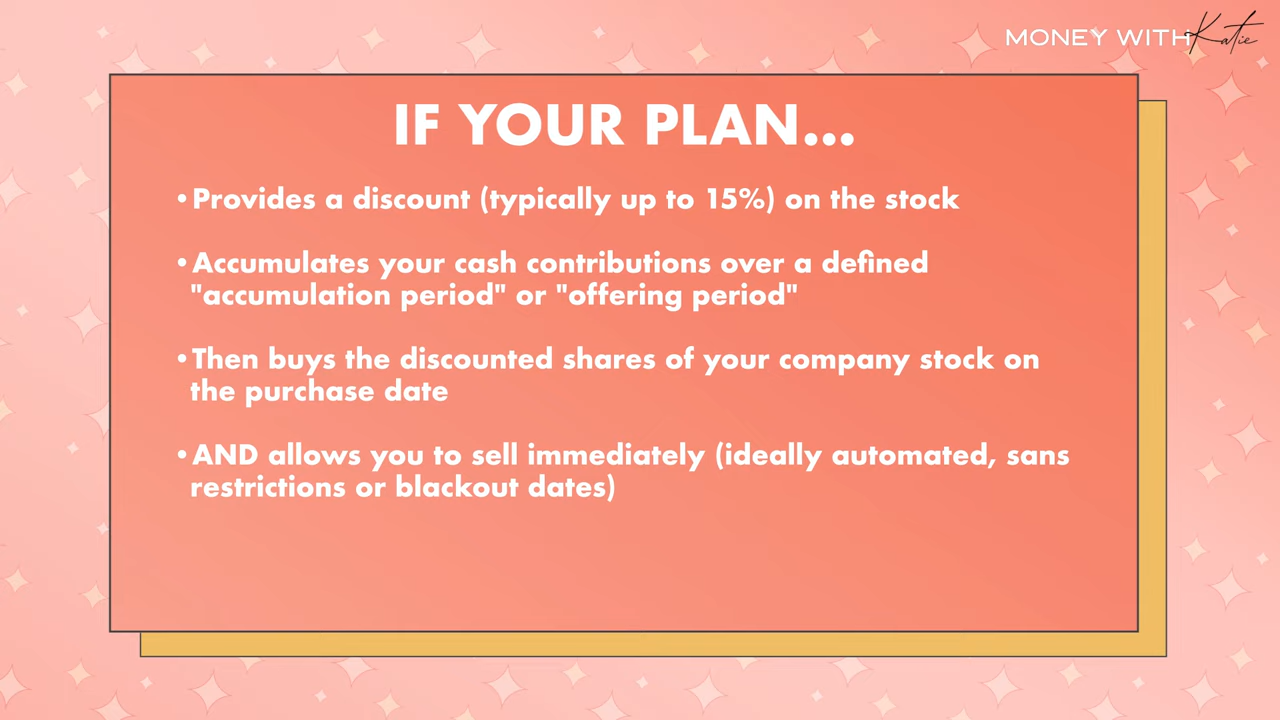 MONEY WITH Katie
IF YOUR PLAN...
•Provides a discount (typically up to 15%) on the stock
•Accumulates your cash contributions over a defined
"accumulation period" or "offering period"
•Then buys the discounted shares of your company stock on
the purchase date
•AND allows you to sell immediately (ideally automated, sans
restrictions or blackout dates)